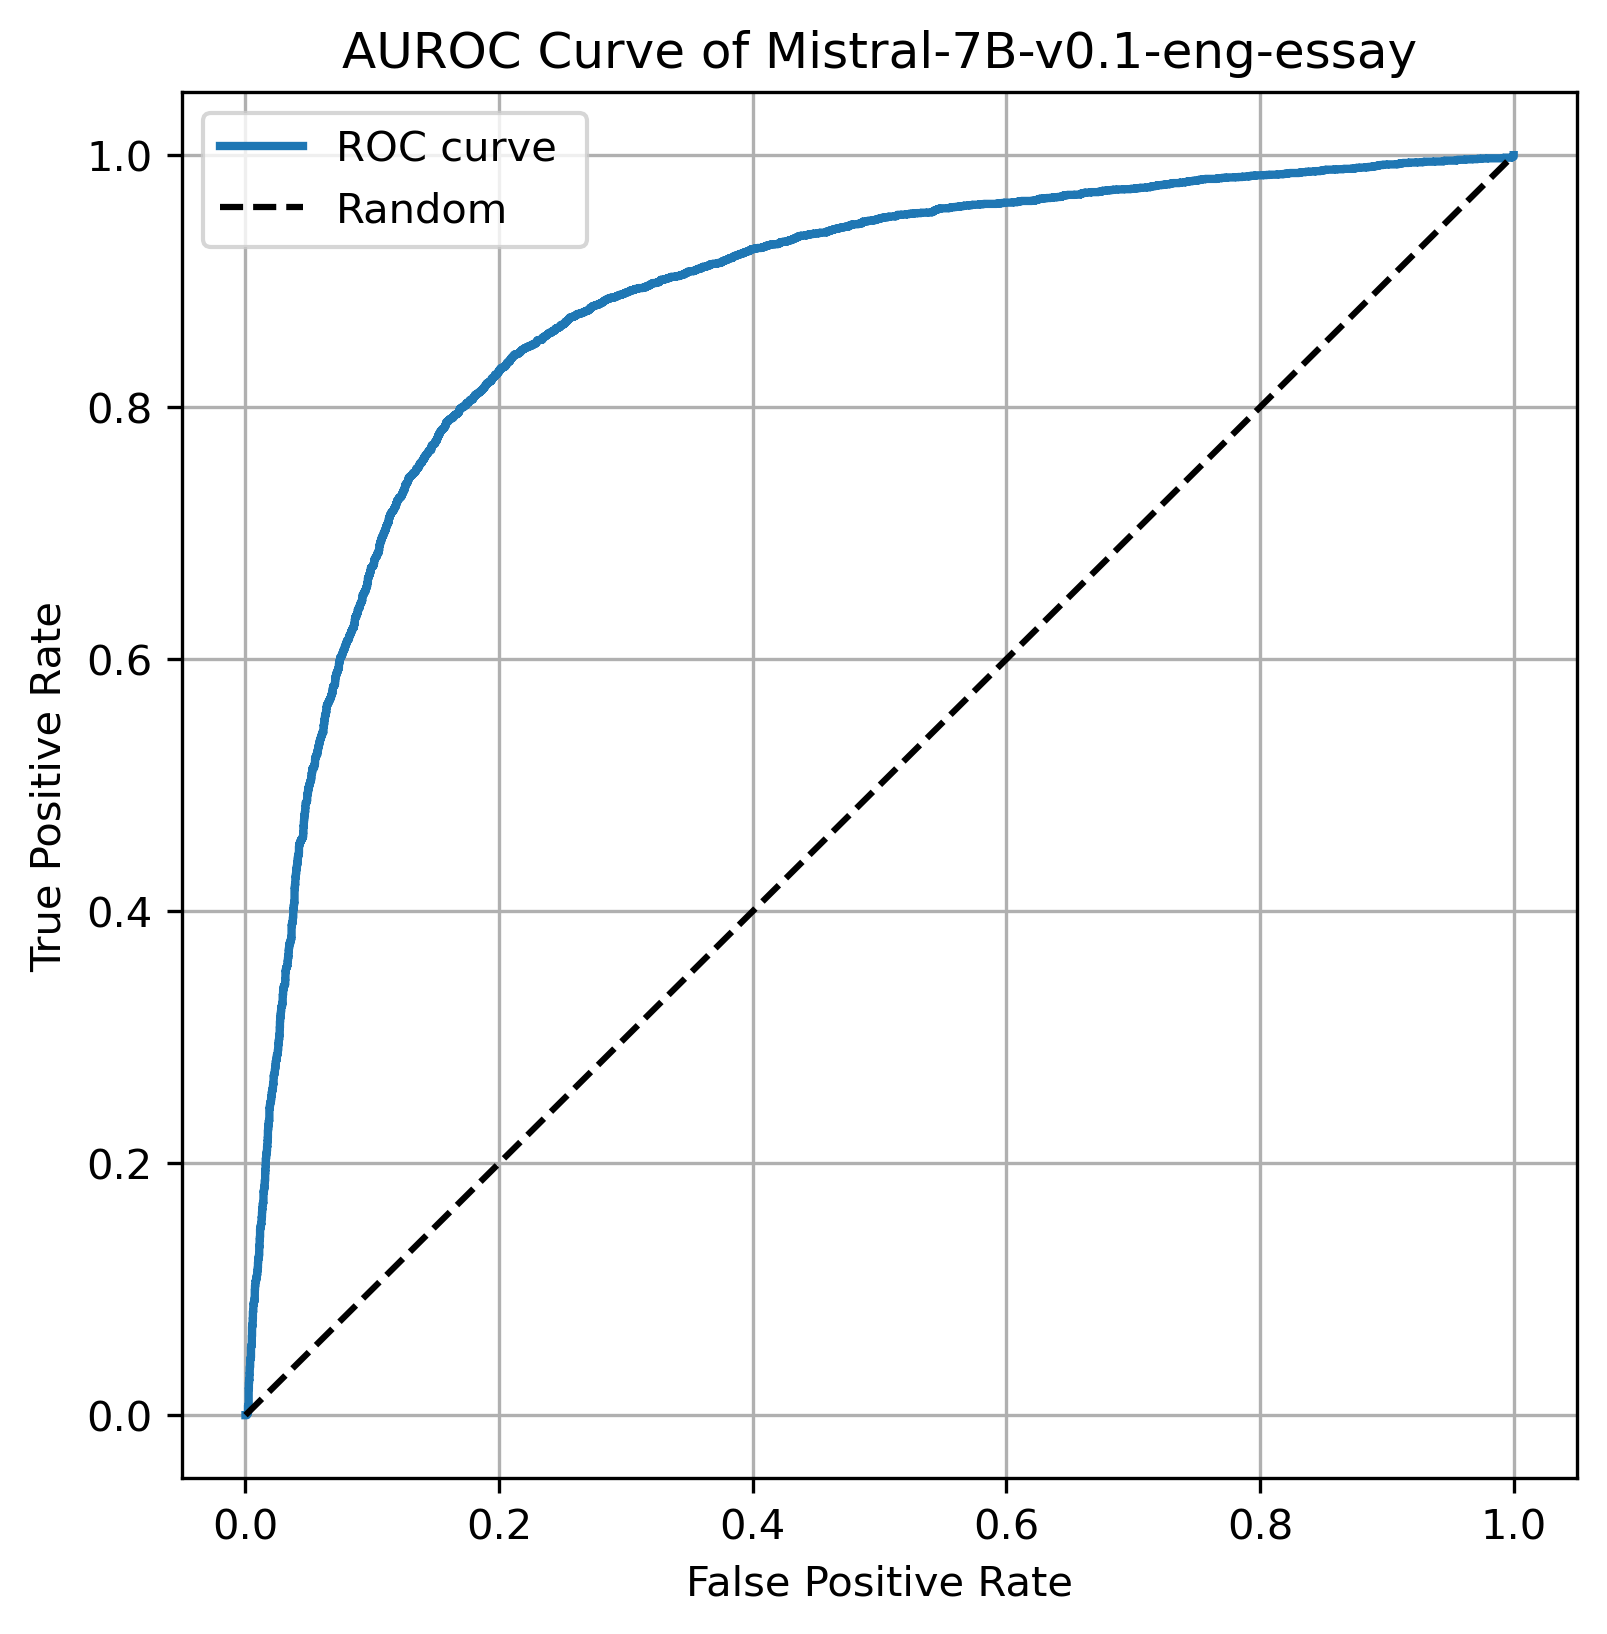 AUROC Curve of Mistral-7B-v0.1-eng-essay
ROC curve
Random
1.0
0.8
0.6
0.4
0.2
0.0
True Positive Rate
0.0 0.2 0.4 0.6 0.8 1.0
False Positive Rate